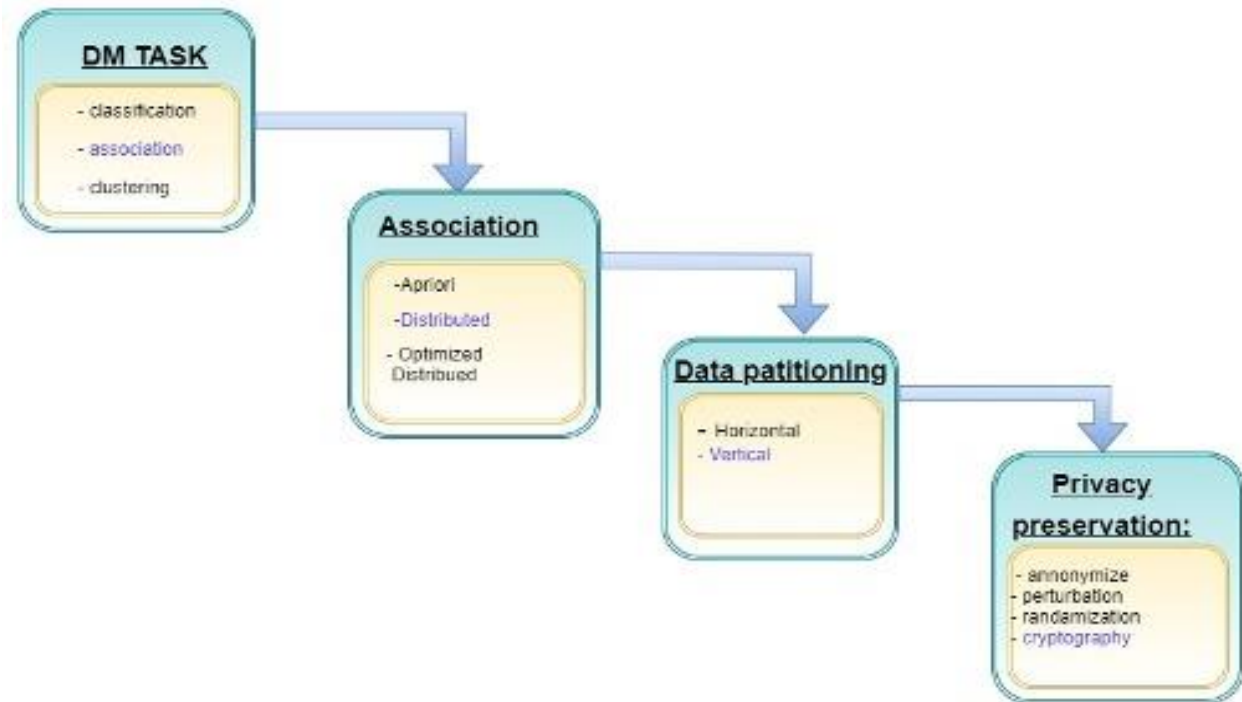 DM TASK
- classification
- association
- clustering
Association
-Apriori
-Distributed
- Optimized
Distribued
Data patitioning
- Horizontal
- Vertical
Privacy
preservation:
- annonymize
- perturbation
- randamization
- cryptography